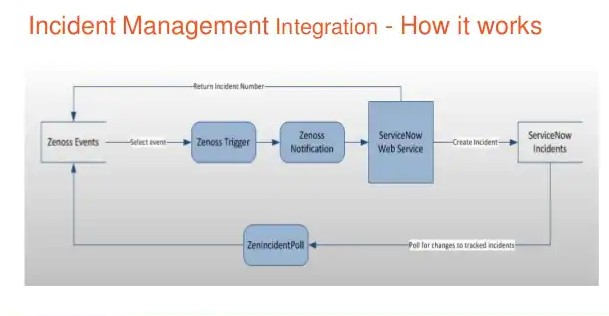 Incident Management Integration - How it works
Return Incident Number
Zenoss Events
Select event
Zenoss Trigger
Zenoss
Notification
ServiceNow
Web Service
Create Incident
ServiceNow
Incidents
ZenIncidentPoll
Poll for changes to tracked incidents